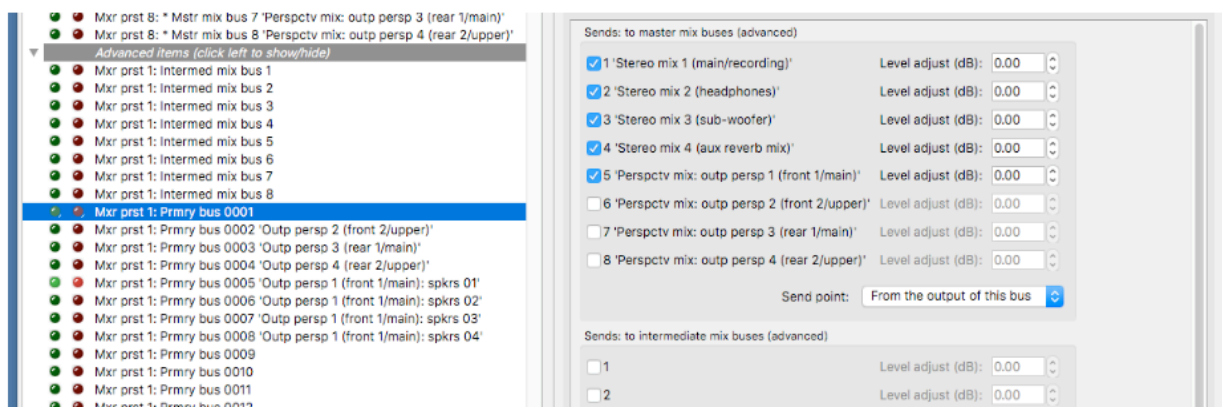 Mxr prst 8: * Mstr mix bus 7 'Perspctv mix: outp persp 3 (rear 1/main)'
Mxr prst 8: * Mstr mix bus 8 'Perspctv mix: outp persp 4 (rear 2/upper)'
Advanced items (click left to show/hide)
Mxr prst 1: Intermed mix bus 1
Mxr prst 1: Intermed mix bus 2
Mxr prst 1: Intermed mix bus 3
Mxr prst 1: Intermed mix bus 4
Mxr prst 1: Intermed mix bus 5
Mxr prst 1: Intermed mix bus 6
Mxr prst 1: Intermed mix bus 7
Mxr prst 1: Intermed mix bus 8
Mxr prst 1: Prmry bus 0001
Mxr prst 1: Prmry bus 0002 'Outp persp 2 (front 2/upper)'
Mxr prst 1: Prmry bus 0003 'Outp persp 3 (rear 1/main)'
Mxr prst 1: Prmry bus 0004 'Outp persp 4 (rear 2/upper)'
Mxr prst 1: Prmry bus 0005 'Outp persp 1 (front 1/main): spkrs 01'
Mxr prst 1: Prmry bus 0006 'Outp persp 1 (front 1/main): spkrs 02'
Mxr prst 1: Prmry bus 0007 'Outp persp 1 (front 1/main): spkrs 03'
Mxr prst 1: Prmry bus 0008 'Outp persp 1 (front 1/main): spkrs 04'
Mxr prst 1: Prmry bus 0009
Mxr prst 1: Prmry bus 0010
Mxr prst 1: Prmry bus 0011
Mxr prst 1: Prmry bus 0012
Sends: to master mix buses (advanced)
1 'Stereo mix 1 (main/recording)' Level adjust (dB): 0.00
2 'Stereo mix 2 (headphones)' Level adjust (dB): 0.00
3 'Stereo mix 3 (sub-woofer)' Level adjust (dB): 0.00
4 'Stereo mix 4 (aux reverb mix)' Level adjust (dB): 0.00
5 'Perspctv mix: outp persp 1 (front 1/main)' Level adjust (dB): 0.00
6 'Perspctv mix: outp persp 2 (front 2/upper)' Level adjust (dB): 0.00
7 'Perspctv mix: outp persp 3 (rear 1/main)' Level adjust (dB): 0.00
8 'Perspctv mix: outp persp 4 (rear 2/upper)' Level adjust (dB): 0.00
Send point: From the output of this bus
Sends: to intermediate mix buses (advanced)
1 Level adjust (dB): 0.00
2 Level adjust (dB): 0.00